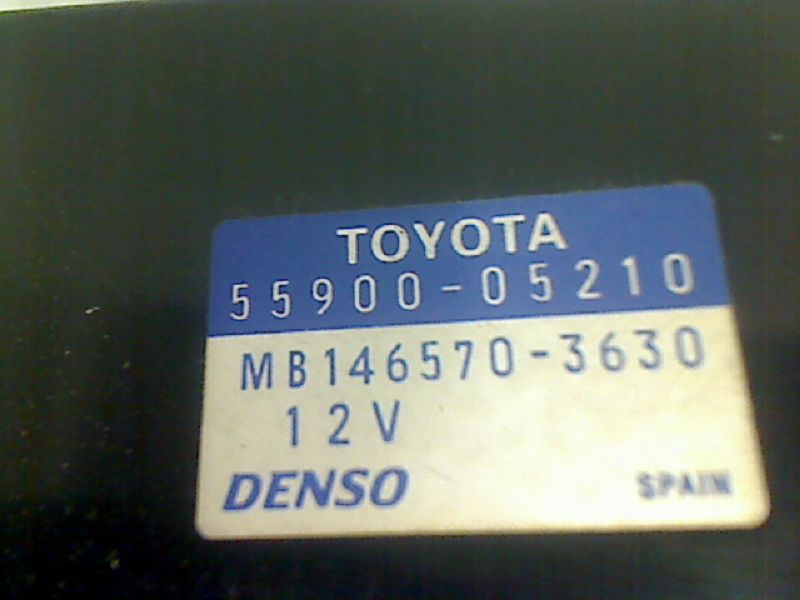 TOYOTA
55900-05210
MB146570-3630
12V
DENSO
SPAIN